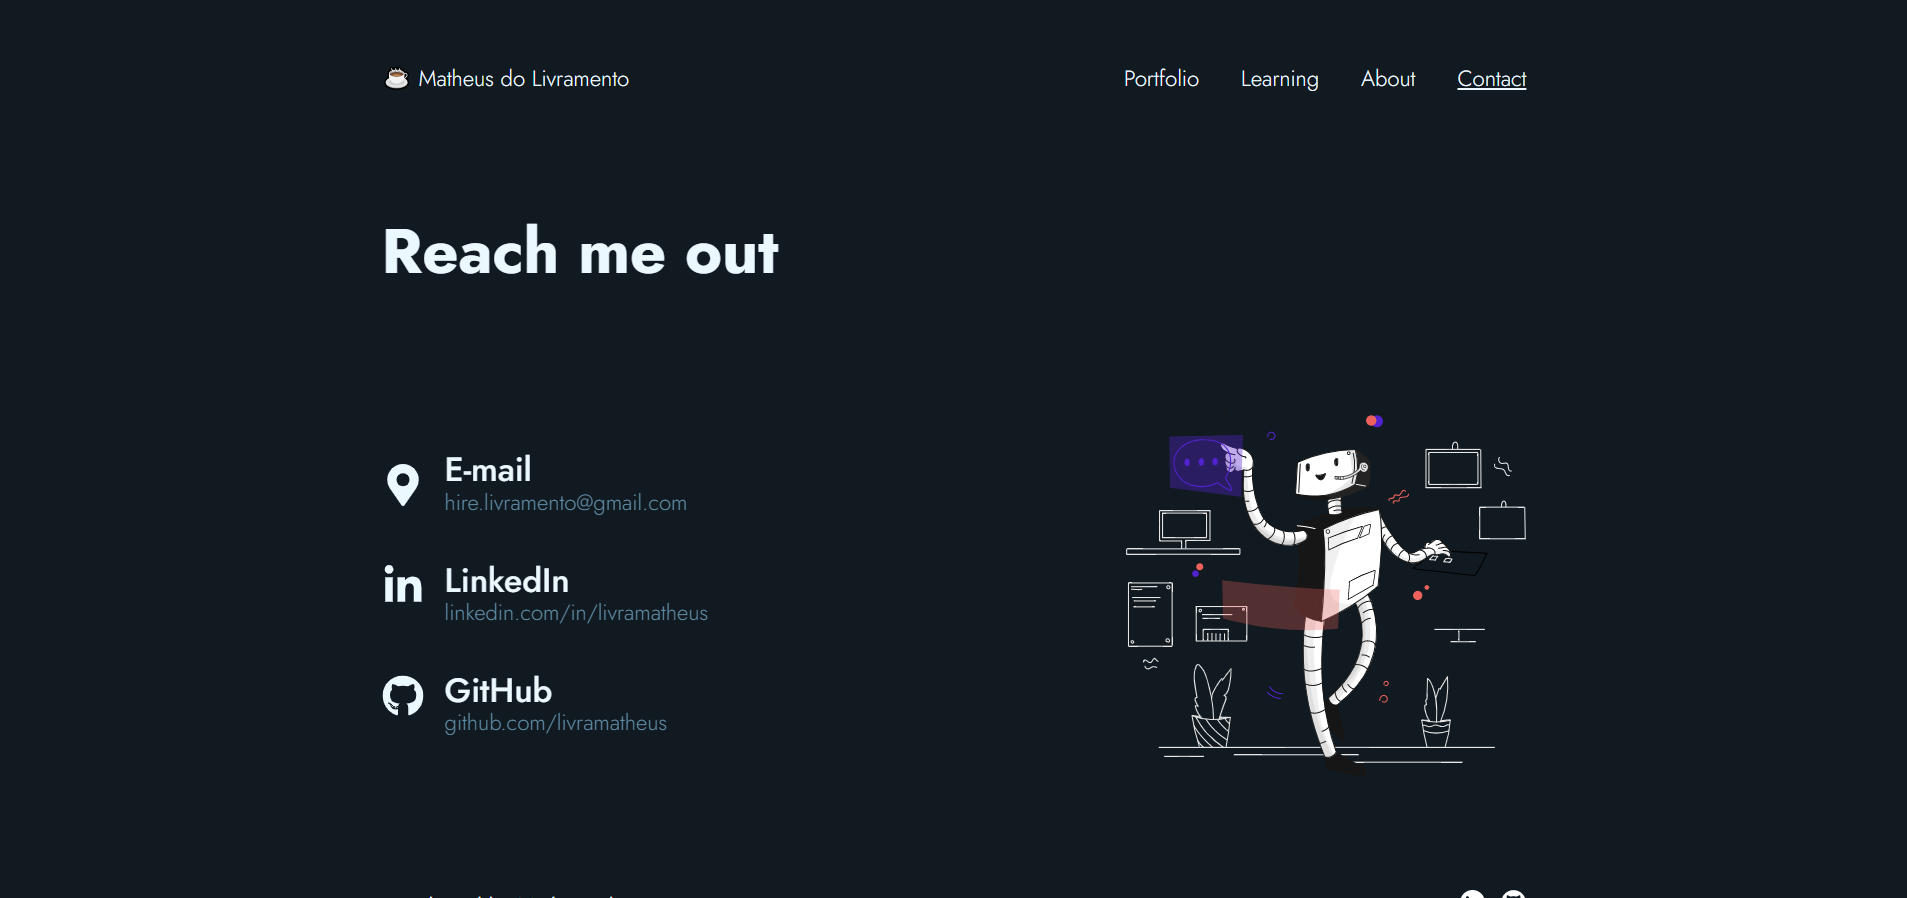 Matheus do Livramento
Portfolio Learning About Contact
Reach me out
E-mail
hire.livramento@gmail.com
LinkedIn
linkedin.com/in/livramatheus
GitHub
github.com/livramatheus